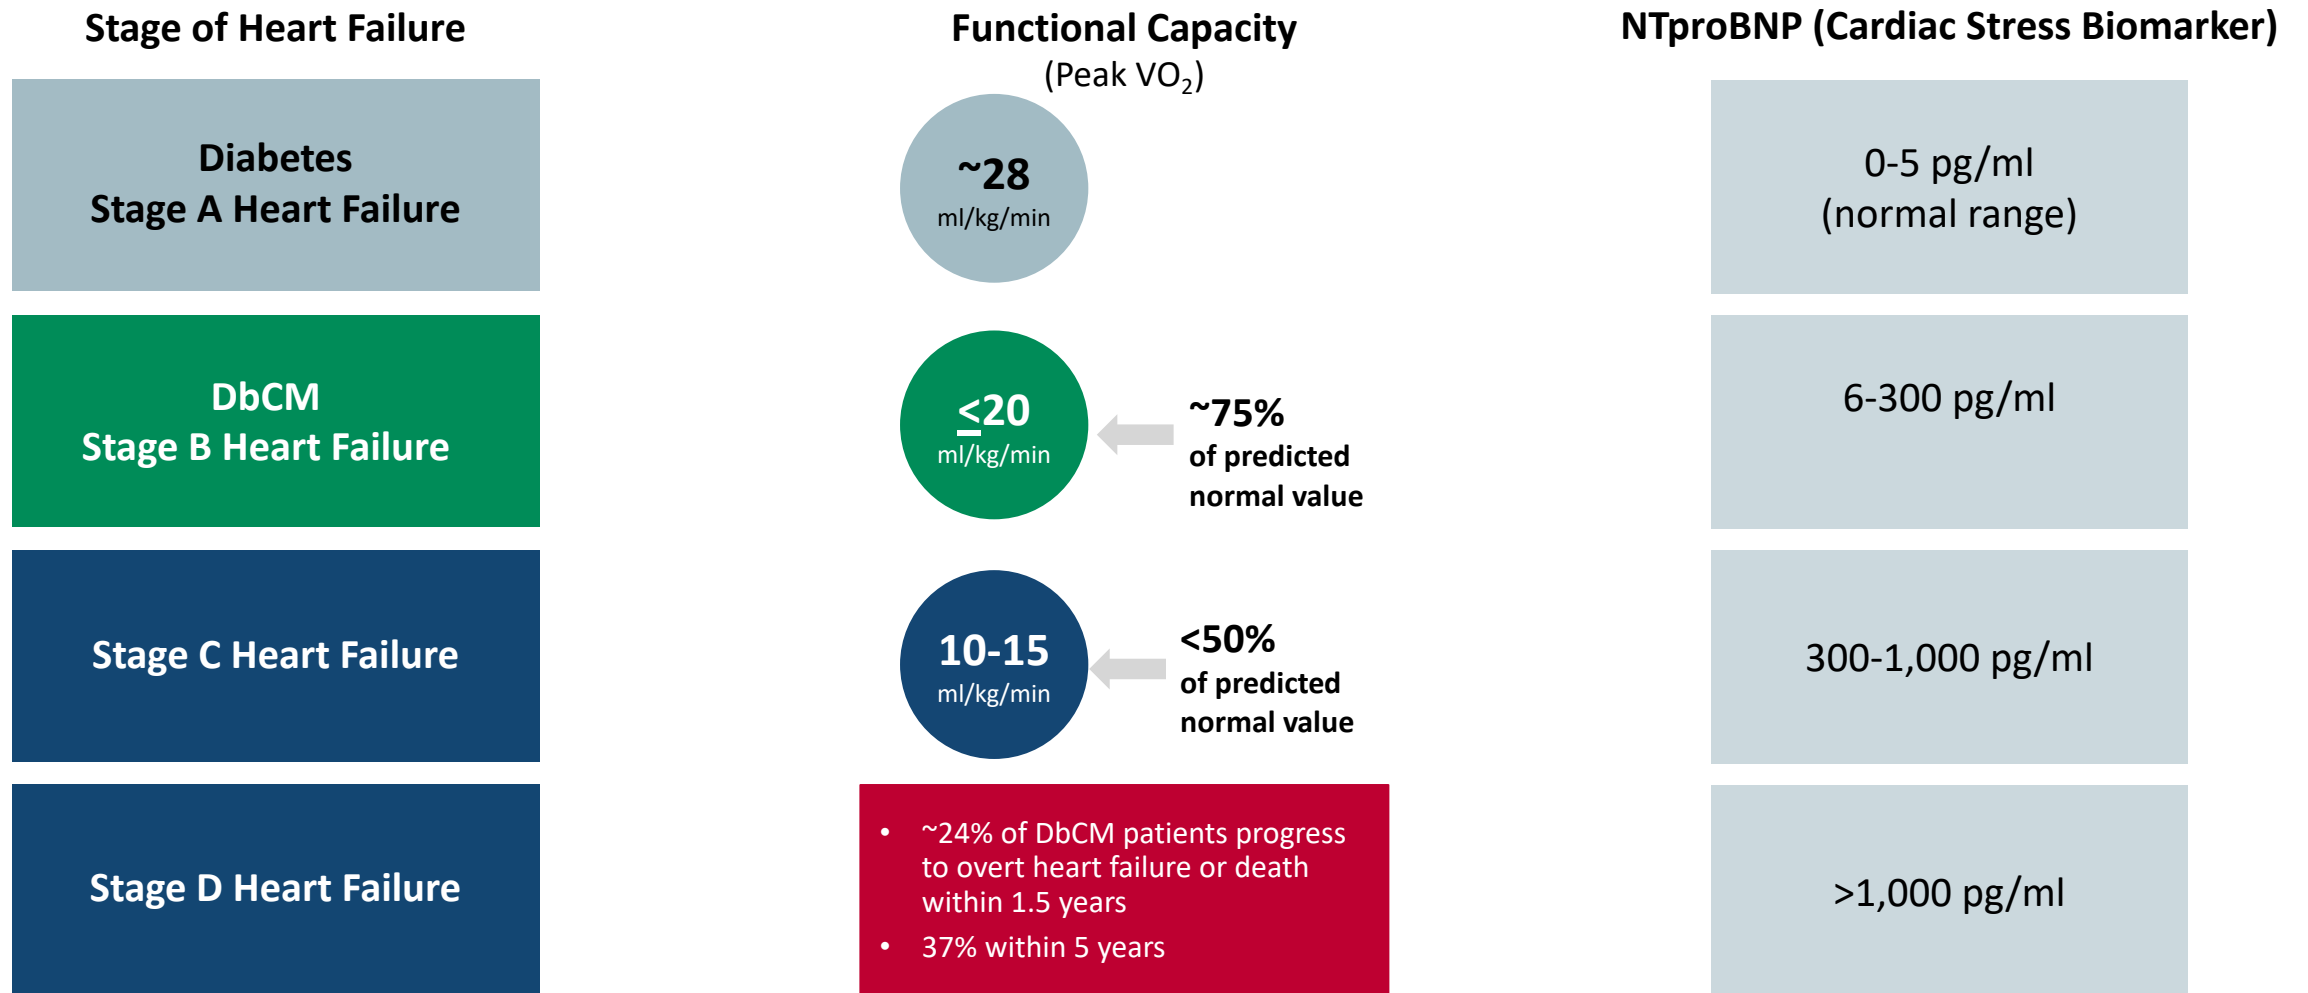 Stage of Heart Failure
Functional Capacity
(Peak VO₂)
NTproBNP (Cardiac Stress Biomarker)
Diabetes
Stage A Heart Failure
~28
ml/kg/min
0-5 pg/ml
(normal range)
DbCM
Stage B Heart Failure
<20
ml/kg/min
~75%
of predicted
normal value
6-300 pg/ml
Stage C Heart Failure
10-15
ml/kg/min
<50%
of predicted
normal value
300-1,000 pg/ml
Stage D Heart Failure
• ~24% of DbCM patients progress
to overt heart failure or death
within 1.5 years
• 37% within 5 years
>1,000 pg/ml